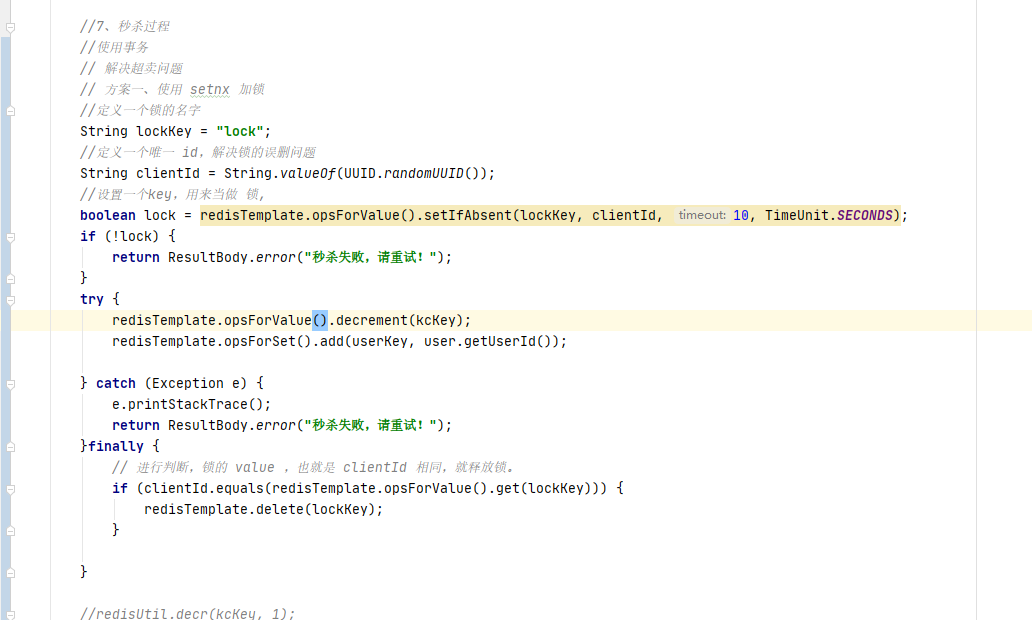 //7、秒杀过程
//使用事务
// 解决超卖问题
// 方案一、使用 setnx 加锁
//定义一个锁的名字
String lockKey = "lock";
//定义一个唯一 id，解决锁的误删问题
String clientId = String.valueOf(UUID.randomUUID());
//设置一个key，用来当做 锁,
boolean lock = redisTemplate.opsForValue().setIfAbsent(lockKey, clientId, timeout: 10, TimeUnit.SECONDS);
if (!lock) {
return ResultBody.error("秒杀失败，请重试！");
}
try {
redisTemplate.opsForValue().decrement(kcKey);
redisTemplate.opsForSet().add(userKey, user.getUserId());
} catch (Exception e) {
e.printStackTrace();
return ResultBody.error("秒杀失败，请重试！");
}finally {
// 进行判断，锁的 value ，也就是 clientId 相同，就释放锁。
if (clientId.equals(redisTemplate.opsForValue().get(lockKey))) {
redisTemplate.delete(lockKey);
}
}
//redisUtil.decr(kcKey, 1);